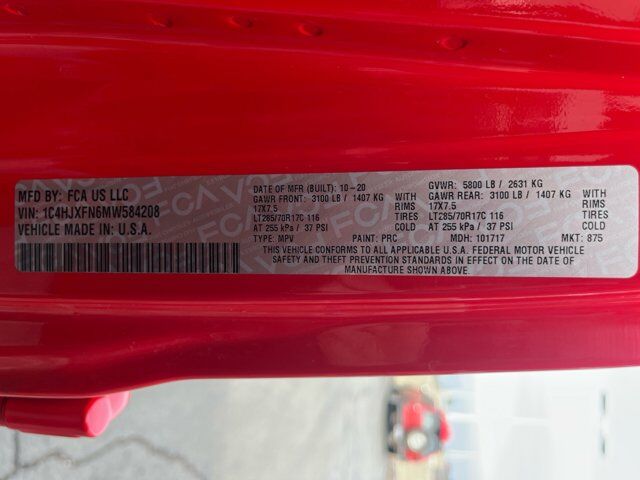 MFD BY: FCA US LLC
VIN: 1C4HJXFN6MW584208
VEHICLE MADE IN: U.S.A.
DATE OF MFR (BUILT): 10-20
GVWR: 5800 LB / 2631 KG
GAWR FRONT: 3100 LB / 1407 KG WITH
17X7.5 RIMS
LT285/70R17C 116 TIRES
AT 255 kPa / 37 PSI COLD
GAWR REAR: 3100 LB / 1407 KG WITH
17X7.5 RIMS
LT285/70R17C 116 TIRES
AT 255 kPa / 37 PSI COLD
TYPE: MPV PAINT: PRC MDH: 101717 MKT: 875
THIS VEHICLE CONFORMS TO ALL APPLICABLE U.S.A. FEDERAL MOTOR VEHICLE
SAFETY AND THEFT PREVENTION STANDARDS IN EFFECT ON THE DATE OF
MANUFACTURE SHOWN ABOVE.